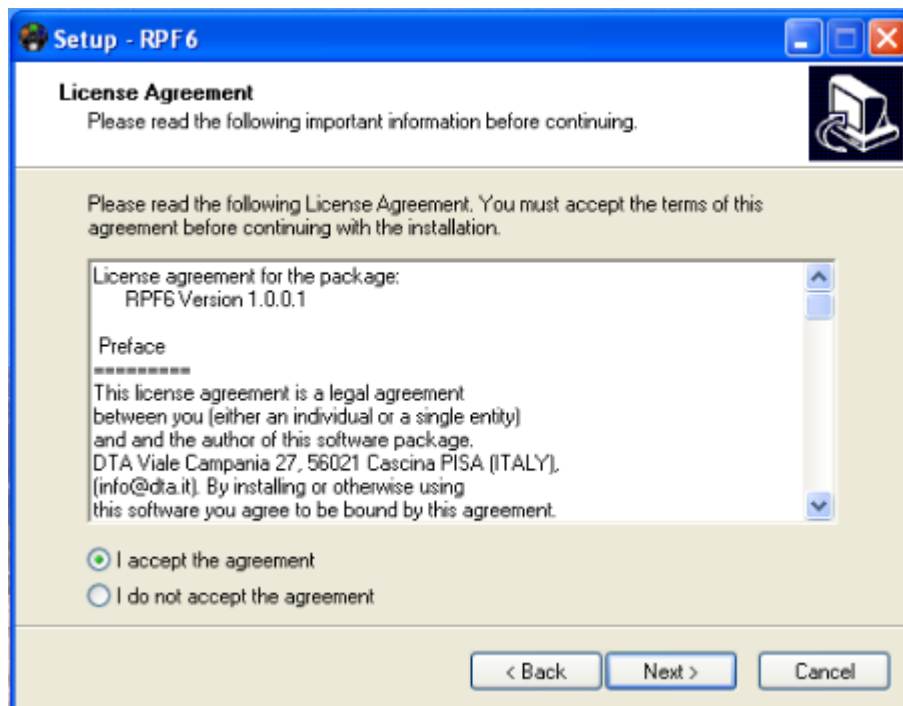 Setup - RPF6
License Agreement
Please read the following important information before continuing.
Please read the following License Agreement. You must accept the terms of this
agreement before continuing with the installation.
License agreement for the package:
RPF6 Version 1.0.0.1
Preface
=========
This license agreement is a legal agreement
between you (either an individual or a single entity)
and and the author of this software package.
DTA Viale Campania 27, 56021 Cascina PISA (ITALY),
(info@dta.it). By installing or otherwise using
this software you agree to be bound by this agreement.
I accept the agreement
I do not accept the agreement
< Back
Next >
Cancel